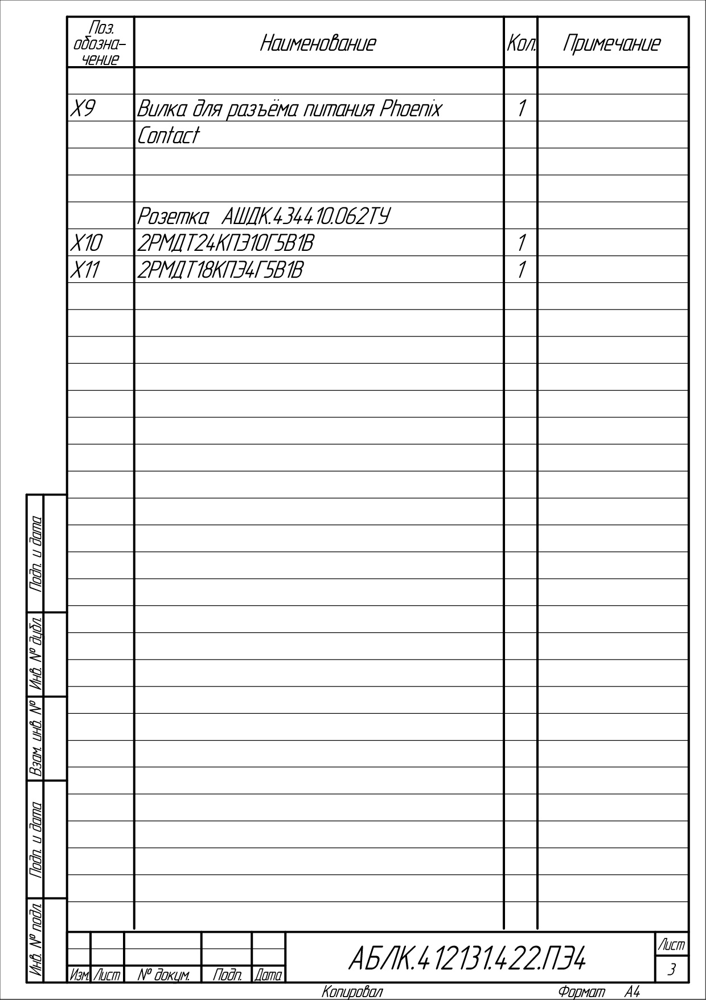 Поз. обозна-чение Наименование Кол. Примечание
X9 Вилка для разъёма питания Phoenix 1
Contact
Розетка АШДК.434410.062ТУ
X10 2РМДТ24КПЭ10Г5В1В 1
X11 2РМДТ18КПЭ4Г5В1В 1
Подп. и дата
Инв. № дубл.
Взам. инв. №
Подп. и дата
Инв. № подл.
Изм. Лист № докум. Подп. Дата
АБЛК.412131.422.ПЭ4
Лист
3
Копировал Формат А4